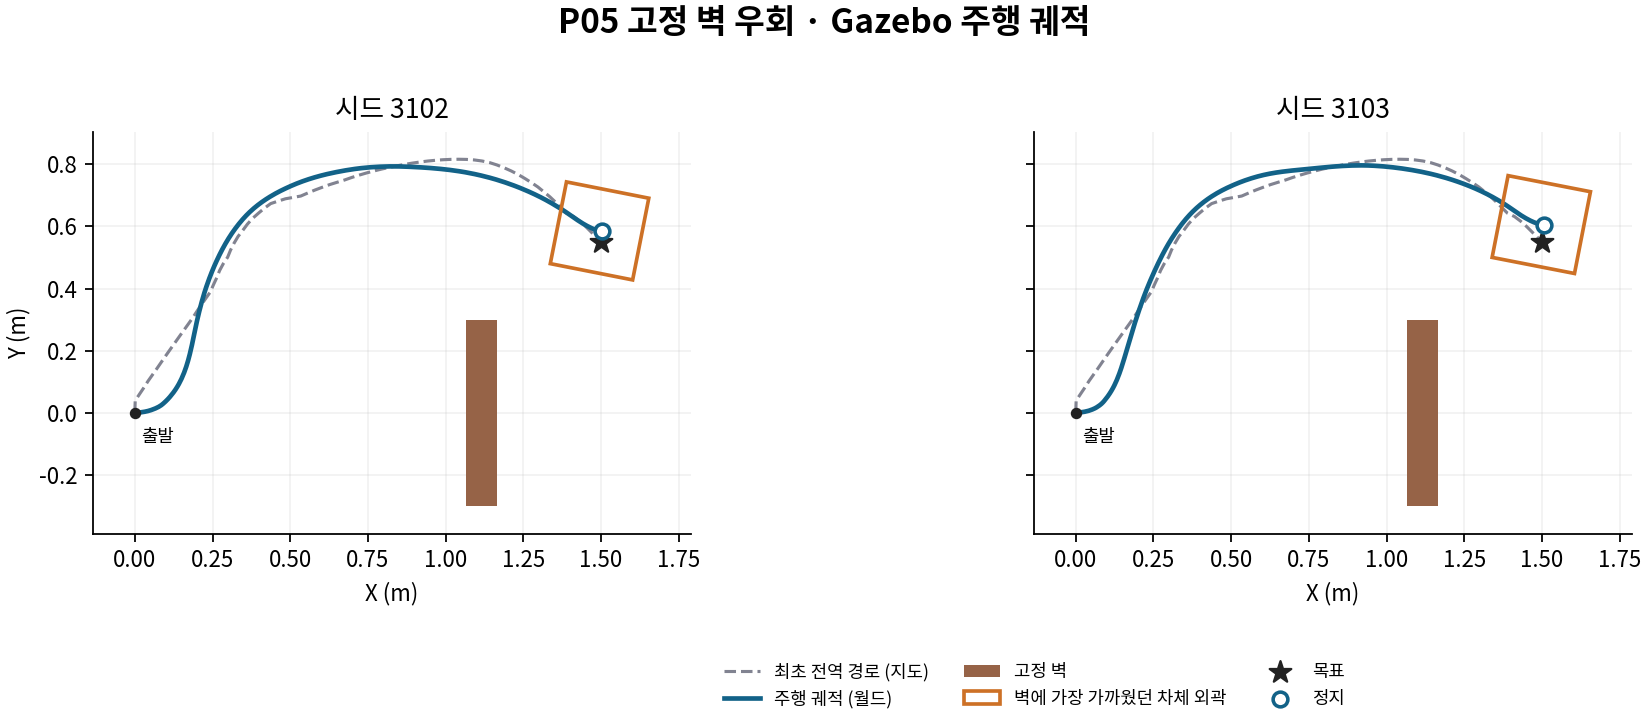 P05 고정 벽 우회 · Gazebo 주행 궤적
시드 3102
시드 3103
Y (m)
0.8
0.6
0.4
0.2
0.0
-0.2
출발
출발
0.00 0.25 0.50 0.75 1.00 1.25 1.50 1.75
0.00 0.25 0.50 0.75 1.00 1.25 1.50 1.75
X (m)
X (m)
최초 전역 경로 (지도)
고정 벽
목표
주행 궤적 (월드)
벽에 가장 가까웠던 차체 외곽
정지